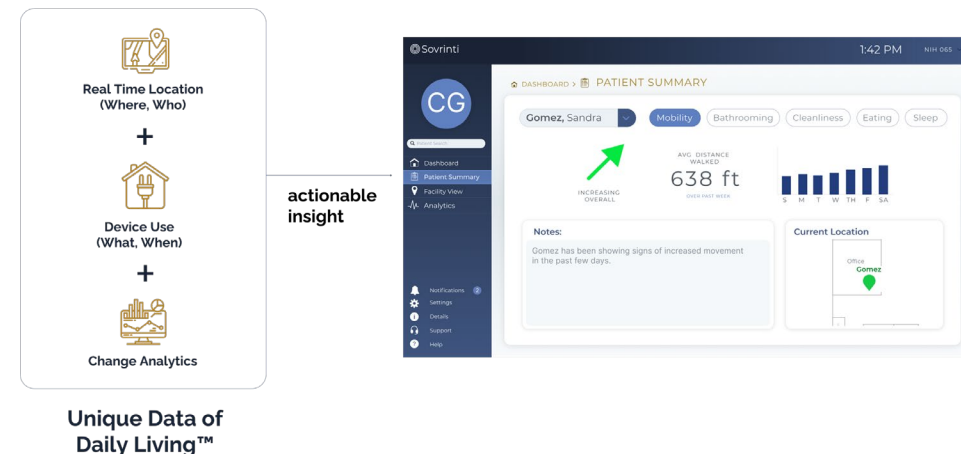 Real Time Location
(Where, Who)
+
Device Use
(What, When)
+
Change Analytics
Unique Data of
Daily Living™
actionable
insight
Sovrinti
1:42 PM
NIH 065
CG
Patient Search
Dashboard
Patient Summary
Facility View
Analytics
Notifications 2
Settings
Details
Support
Help
DASHBOARD > PATIENT SUMMARY
Gomez, Sandra
Mobility
Bathrooming
Cleanliness
Eating
Sleep
INCREASING
OVERALL
AVG DISTANCE
WALKED
638 ft
OVER PAST WEEK
S M T W TH F SA
Notes:
Gomez has been showing signs of increased movement
in the past few days.
Current Location
Office
Gomez